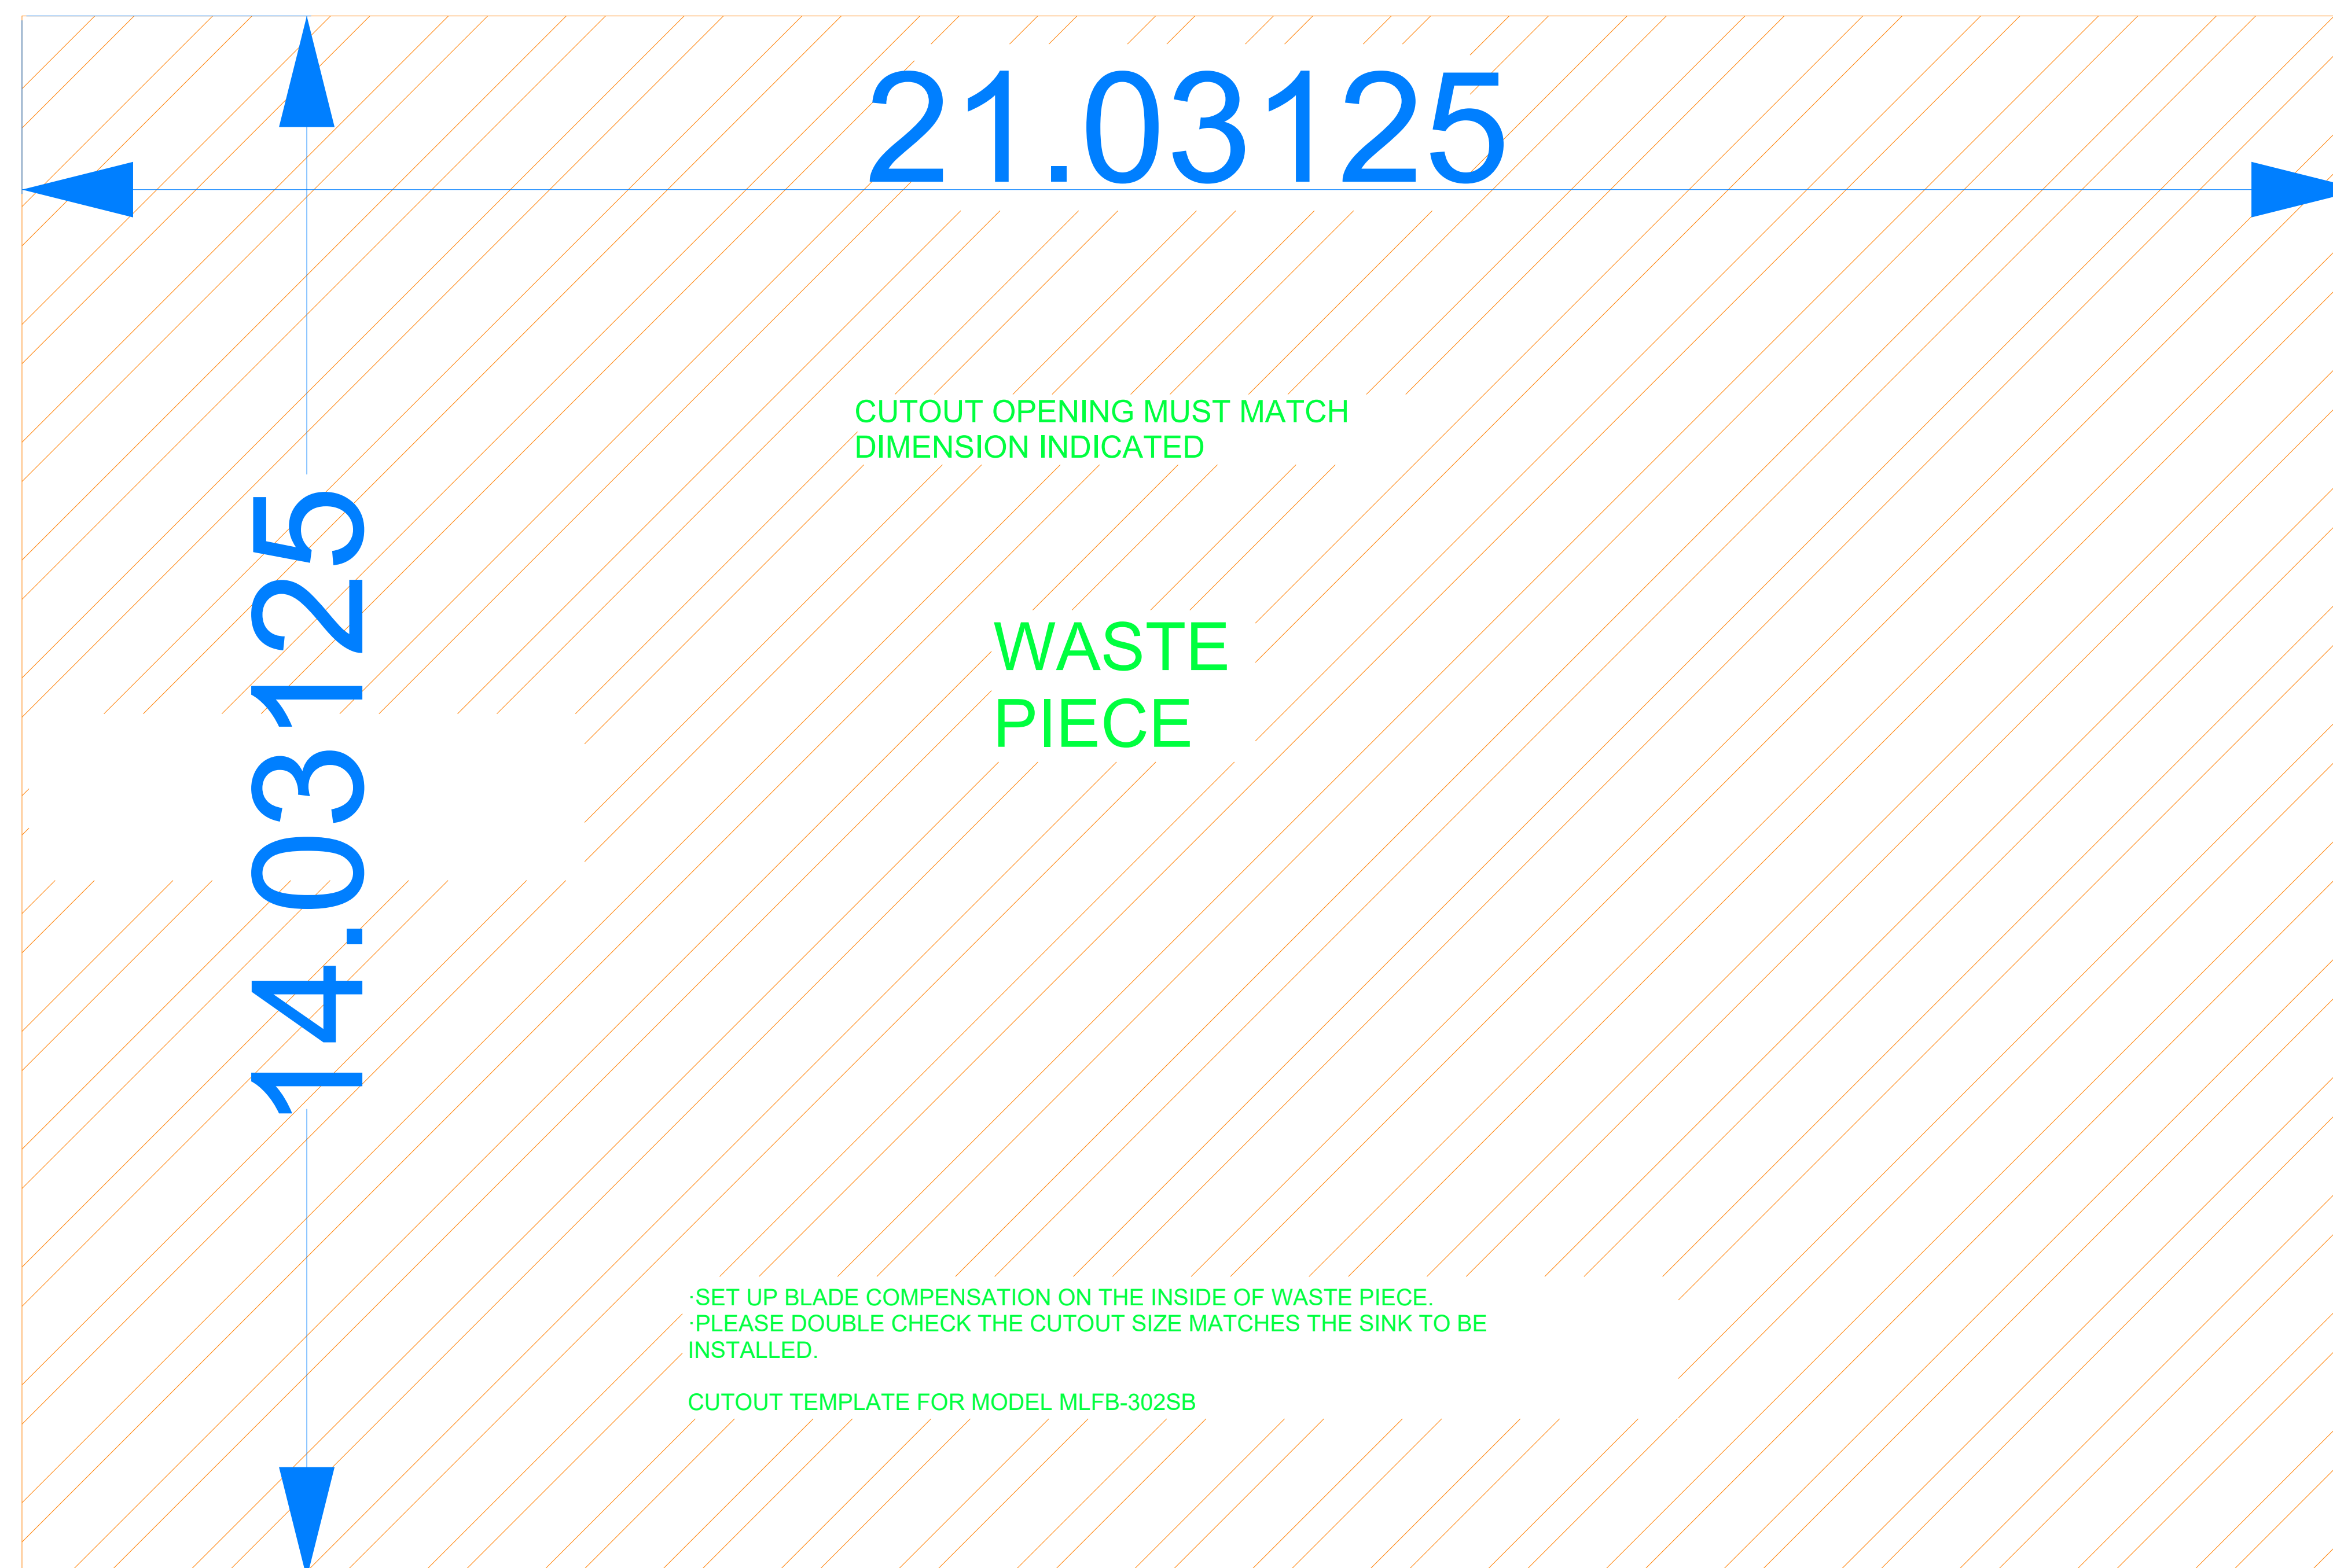 21.03125
CUTOUT OPENING MUST MATCH
DIMENSION INDICATED
14.03125
WASTE
PIECE
·SET UP BLADE COMPENSATION ON THE INSIDE OF WASTE PIECE.
·PLEASE DOUBLE CHECK THE CUTOUT SIZE MATCHES THE SINK TO BE
INSTALLED.
CUTOUT TEMPLATE FOR MODEL MLFB-302SB